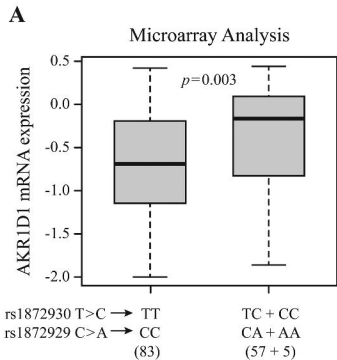 A
Microarray Analysis
AKR1D1 mRNA expression
0.5
0.0
-0.5
-1.0
-1.5
-2.0
p=0.003
rs1872930 T>C → TT TC + CC
rs1872929 C>A → CC CA + AA
(83) (57 + 5)